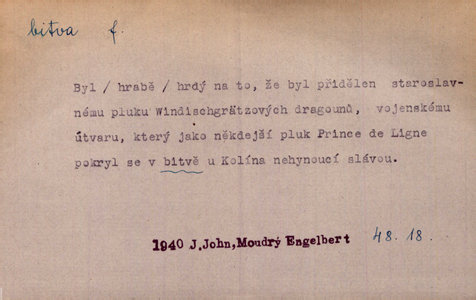 bitva f.
Byl / hrabě / hrdý na to, že byl přidělen staroslav-
nému pluku Windischgrätzových dragounů, vojenskému
útvaru, který jako někdejší pluk Prince de Ligne
pokryl se v bitvě u Kolína nehynoucí slávou.
1940 J.John,Moudrý Engelbert 48.18.